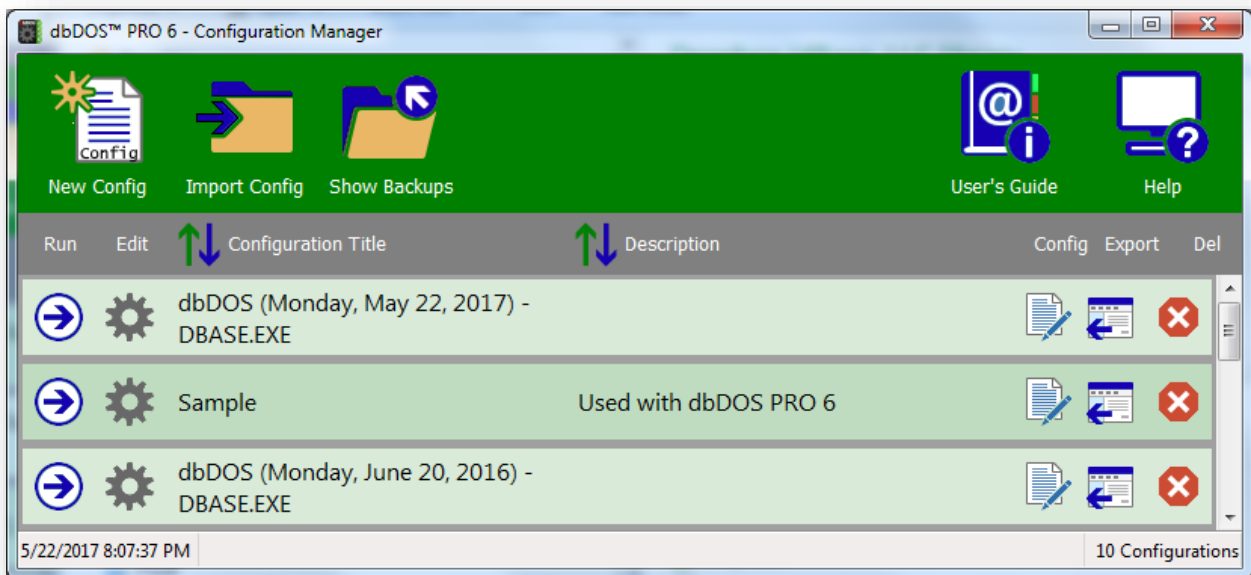 dbDOS™ PRO 6 - Configuration Manager
Config
@ i ?
New Config Import Config Show Backups User's Guide Help
Run Edit Configuration Title Description Config Export Del
dbDOS (Monday, May 22, 2017) -
DBASE.EXE
Sample Used with dbDOS PRO 6
dbDOS (Monday, June 20, 2016) -
DBASE.EXE
5/22/2017 8:07:37 PM 10 Configurations